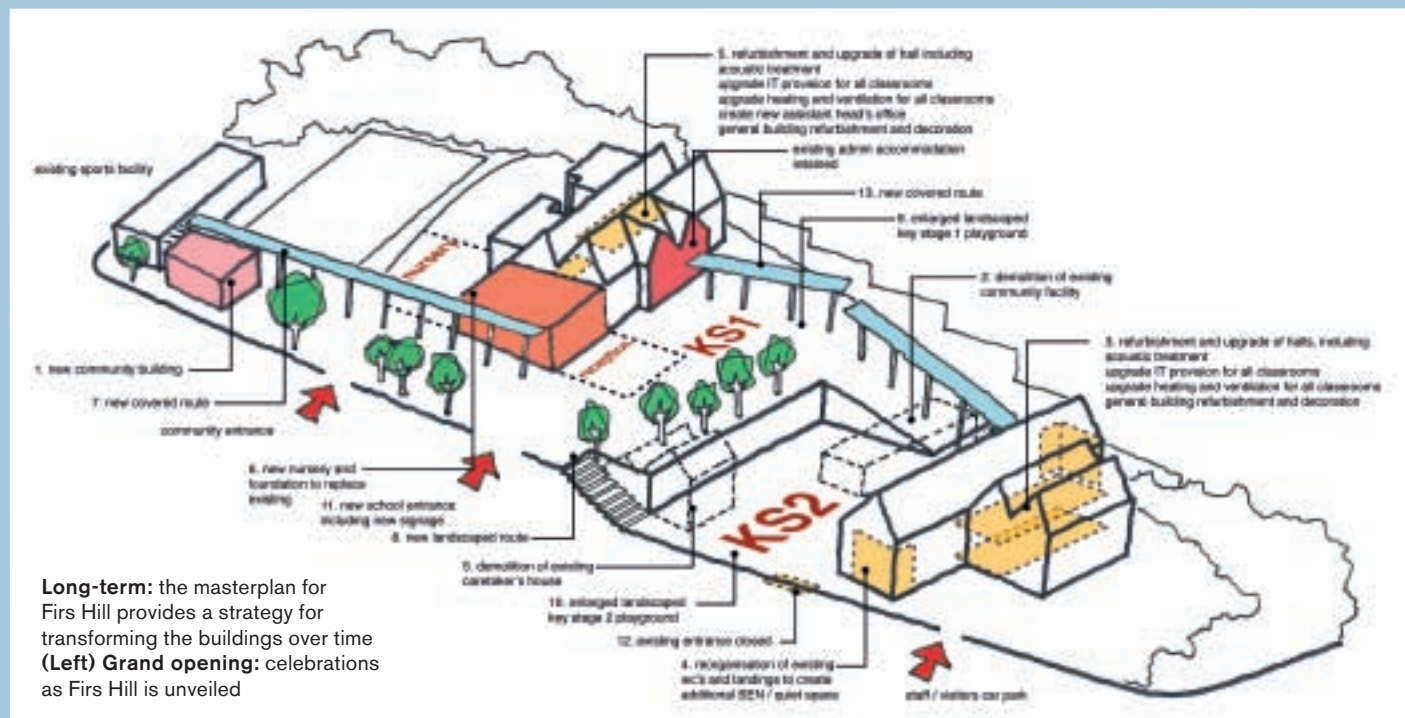 5. refurbishment and upgrade of hall including
acoustic treatment
upgrade IT provision for all classrooms
upgrade heating and ventilation for all classrooms
create new assistant head's office
general building refurbishment and decoration
existing admin accommodation
retained
existing sports facility
13. new covered route
enlarged landscaped
key stage 1 playground
nursery
2. demolition of existing
community facility
KS1
reception
3. refurbishment and upgrade of halls, including
acoustic treatment
upgrade IT provision for all classrooms
upgrade heating and ventilation for all classrooms
general building refurbishment and decoration
1. new community building
7. new covered route
community entrance
6. new nursery and
foundation to replace
existing
11. new school entrance
including new signage
8. new landscaped route
KS2
9. demolition of existing
caretaker's house
10. enlarged landscaped
key stage 2 playground
12. existing entrance closed
4. reorganisation of existing
wc's and landings to create
additional SEN / quiet space
staff / visitors car park
Long-term: the masterplan for
Firs Hill provides a strategy for
transforming the buildings over time
(Left) Grand opening: celebrations
as Firs Hill is unveiled